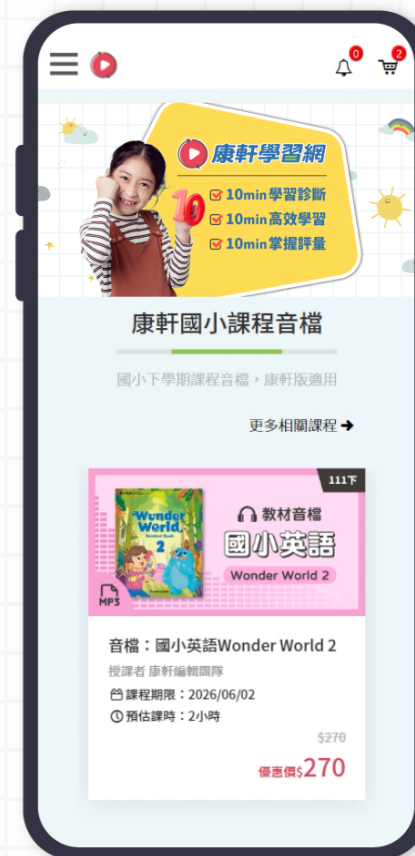 0
2
康軒學習網
10
10min學習診斷
10min高效學習
10min掌握評量
康軒國小課程音檔
國小下學期課程音檔，康軒版適用
更多相關課程
111下
Wonder
World
Student Book
2
教材音檔
國小英語
Wonder World 2
MP3
音檔：國小英語Wonder World 2
授課者 康軒編輯團隊
課程期限：2026/06/02
預估課時：2小時
$270
優惠價$270